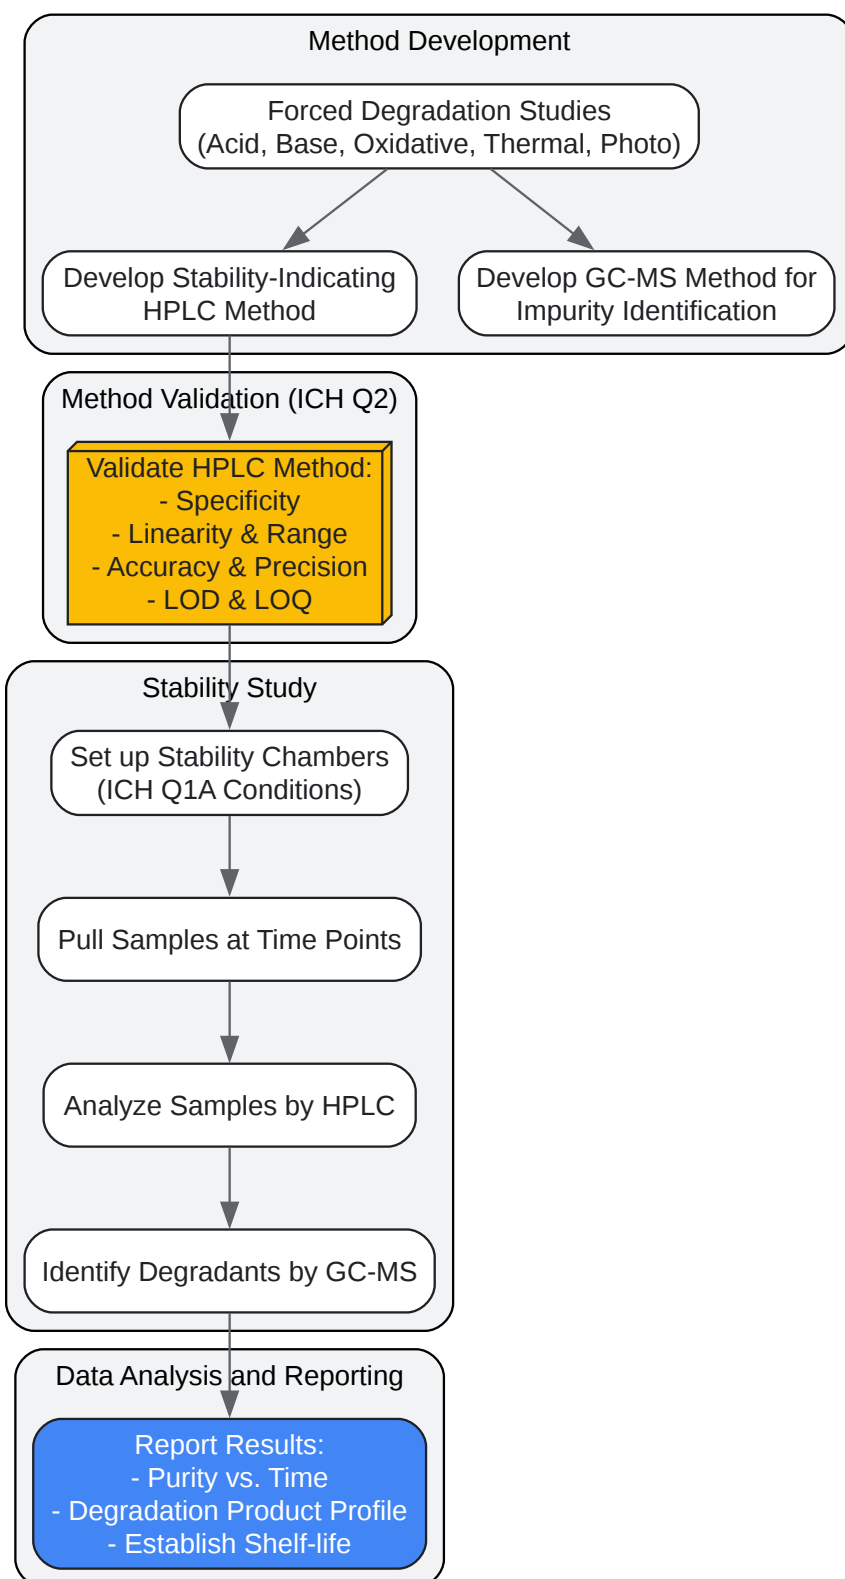 Method Development
Forced Degradation Studies
(Acid, Base, Oxidative, Thermal, Photo)
Develop Stability-Indicating
HPLC Method
Develop GC-MS Method for
Impurity Identification
Method Validation (ICH Q2)
Validate HPLC Method:
- Specificity
- Linearity & Range
- Accuracy & Precision
- LOD & LOQ
Stability Study
Set up Stability Chambers
(ICH Q1A Conditions)
Pull Samples at Time Points
Analyze Samples by HPLC
Identify Degradants by GC-MS
Data Analysis and Reporting
Report Results:
- Purity vs. Time
- Degradation Product Profile
- Establish Shelf-life